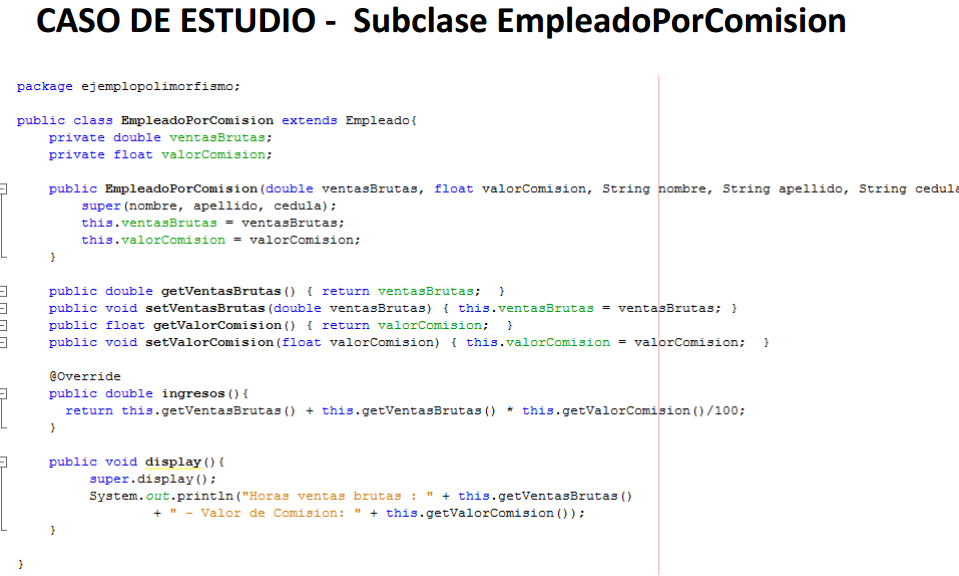 CASO DE ESTUDIO - Subclase EmpleadoPorComision
package ejemplopolimorfismo;
public class EmpleadoPorComision extends Empleado{
private double ventasBrutas;
private float valorComision;
public EmpleadoPorComision(double ventasBrutas, float valorComision, String nombre, String apellido, String cedula
super(nombre, apellido, cedula);
this.ventasBrutas = ventasBrutas;
this.valorComision = valorComision;
}
public double getVentasBrutas() { return ventasBrutas; }
public void setVentasBrutas(double ventasBrutas) { this.ventasBrutas = ventasBrutas; }
public float getValorComision() { return valorComision; }
public void setValorComision(float valorComision) { this.valorComision = valorComision; }
@Override
public double ingresos(){
return this.getVentasBrutas() + this.getVentasBrutas() * this.getValorComision()/100;
}
public void display(){
super.display();
System.out.println("Horas ventas brutas : " + this.getVentasBrutas()
+ " - Valor de Comision: " + this.getValorComision());
}
}